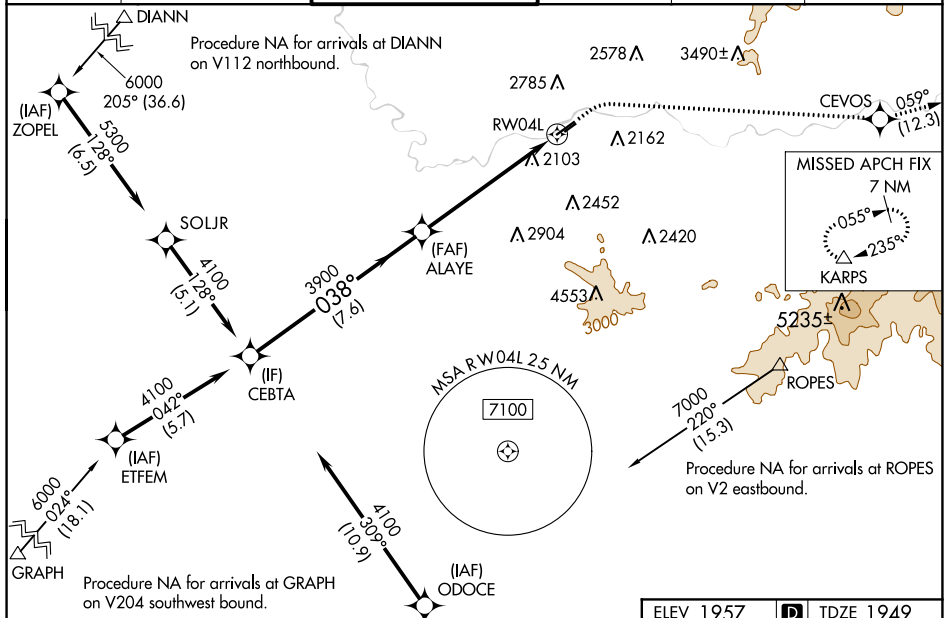 DIANN
Procedure NA for arrivals at DIANN
on V112 northbound.
6000
205° (36.6)
(IAF)
ZOPEL
5300
128°
(6.5)
2578
3490±
2785
CEVOS
059°
(12.3)
RW04L
2162
2103
MISSED APCH FIX
7 NM
055°
235°
KARPS
SOLJR
4100
128°
(5.1)
2452
2904
2420
(FAF)
ALAYE
3900
038°
(7.6)
4553
3000
5235±
(IF)
CEBTA
MSA RW04L 25 NM
7100
ROPES
7000
220°
(15.3)
4100
042°
(5.7)
(IAF)
ETFEM
Procedure NA for arrivals at ROPES
on V2 eastbound.
6000
024°
(18.1)
GRAPH
4100
309°
(10.9)
(IAF)
ODOCE
Procedure NA for arrivals at GRAPH
on V204 southwest bound.
ELEV 1957 D TDZE 1949